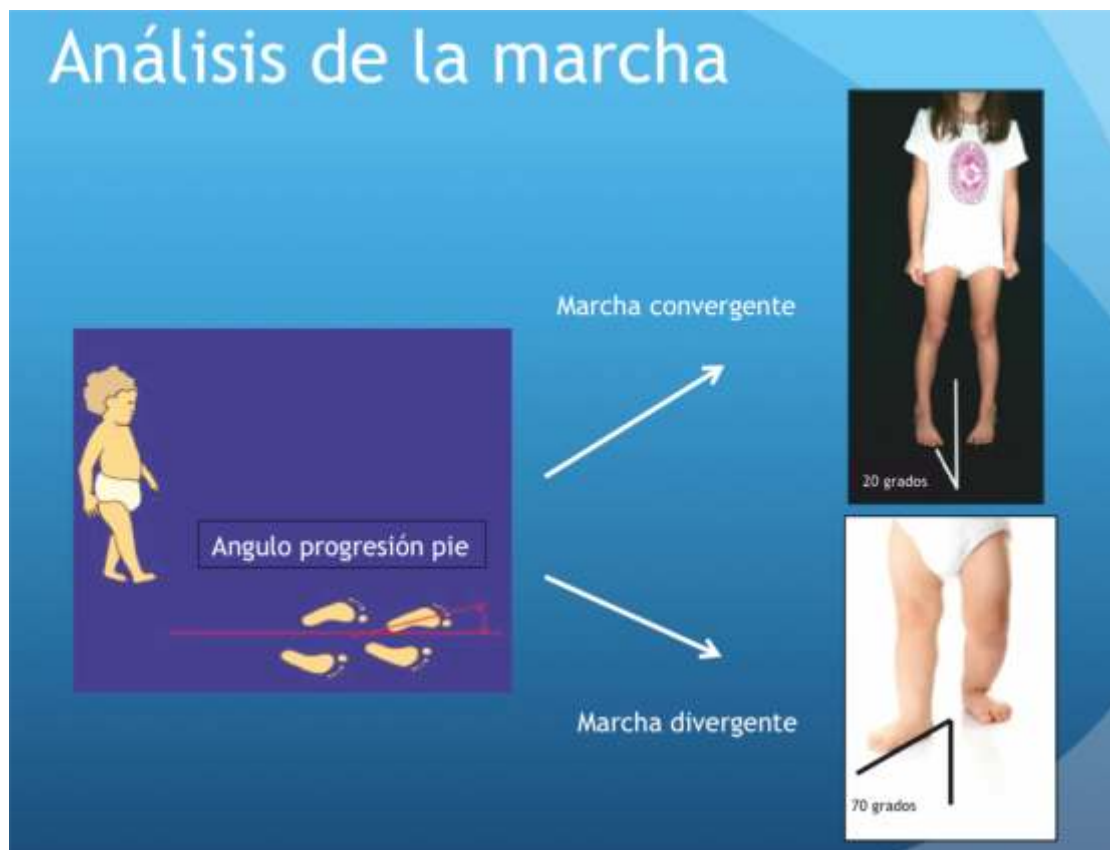 Análisis de la marcha
Marcha convergente
20 grados
Angulo progresión pie
Marcha divergente
70 grados